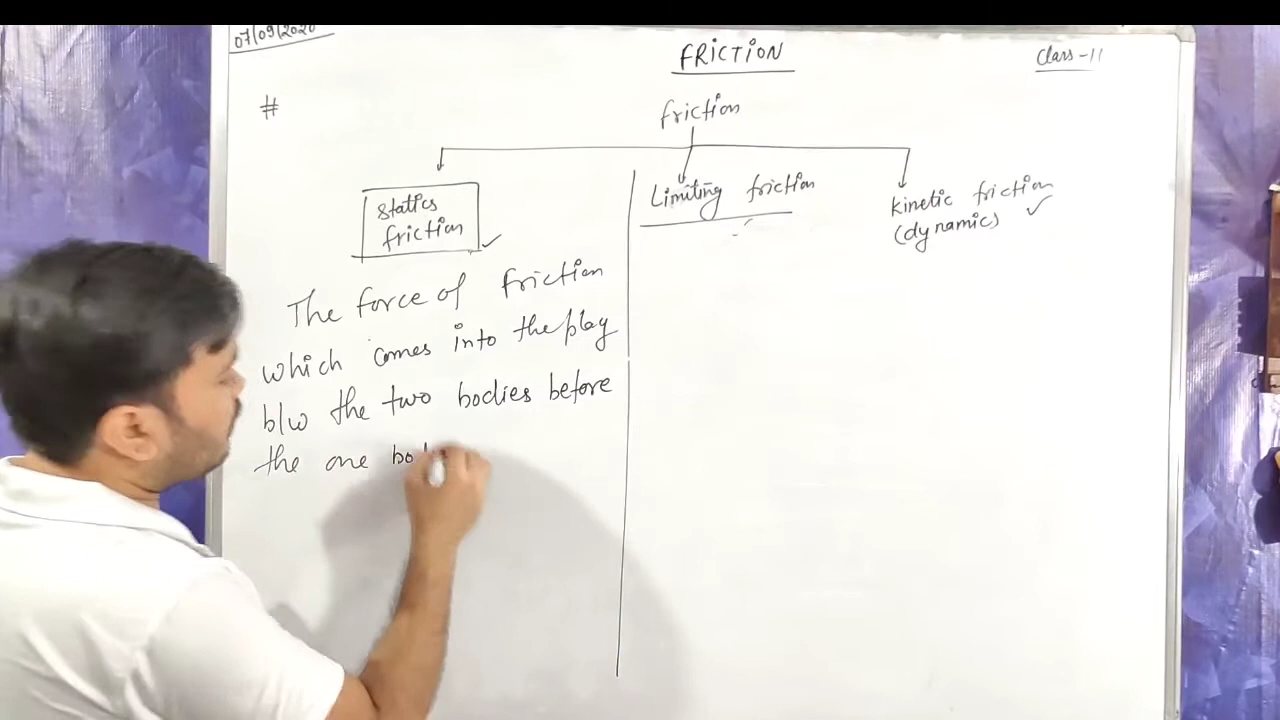 07/09/2020
FRICTION
Class-11
#
friction
Statics
friction
Limiting friction
kinetic friction
(dynamic)
The force of friction
which comes into the play
b/w the two bodies before
the one bo